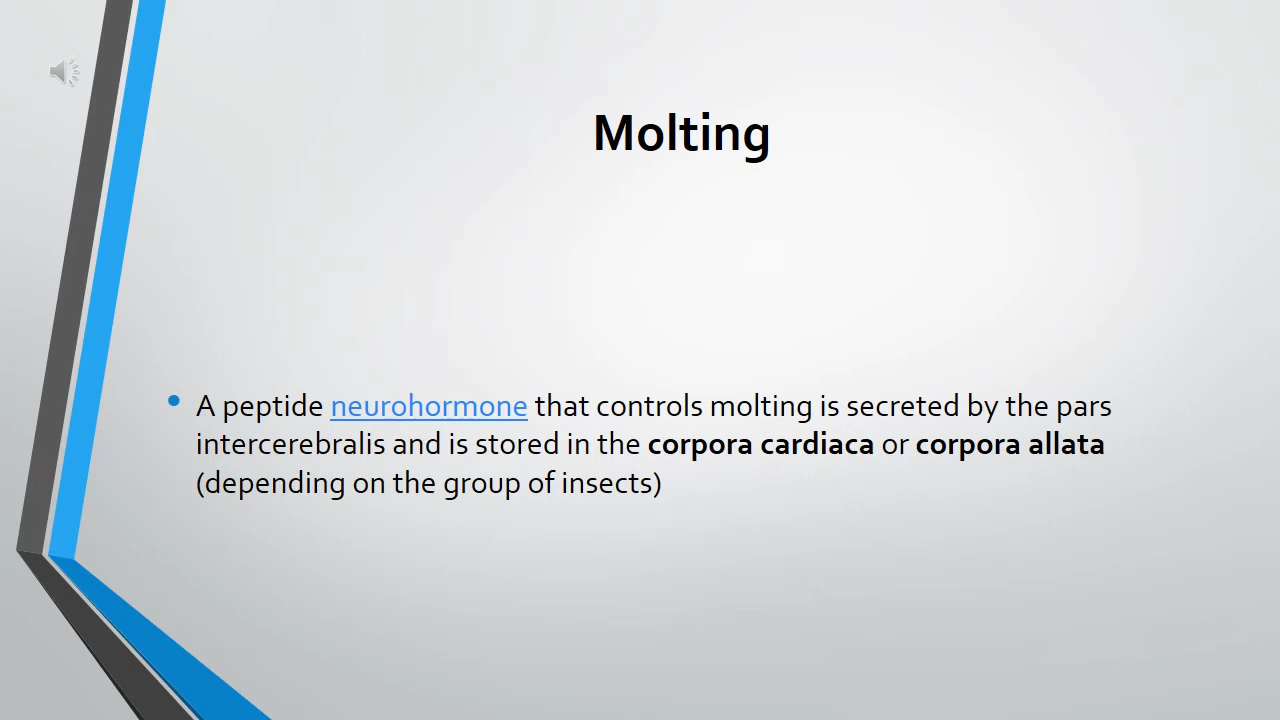 Molting
A peptide neurohormone that controls molting is secreted by the pars
intercerebralis and is stored in the corpora cardiaca or corpora allata
(depending on the group of insects)